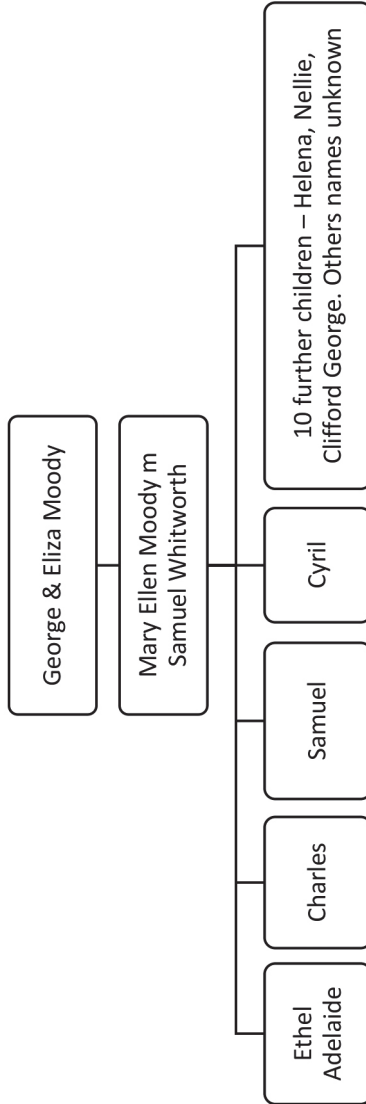 George & Eliza Moody
Mary Ellen Moody m
Samuel Whitworth
Ethel
Adelaide
Charles
Samuel
Cyril
10 further children – Helena, Nellie,
Clifford George. Others names unknown